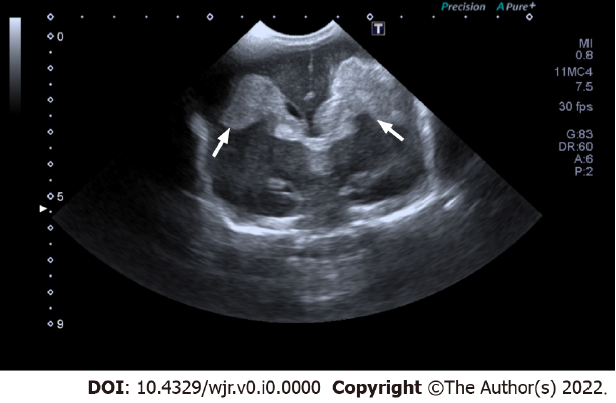 Precision A Pure+
T
0
MI
0.8
11MC4
7.5
30 fps
G:83
DR:60
A:6
P:2
5
9
DOI: 10.4329/wjr.v0.i0.0000 Copyright ©The Author(s) 2022.